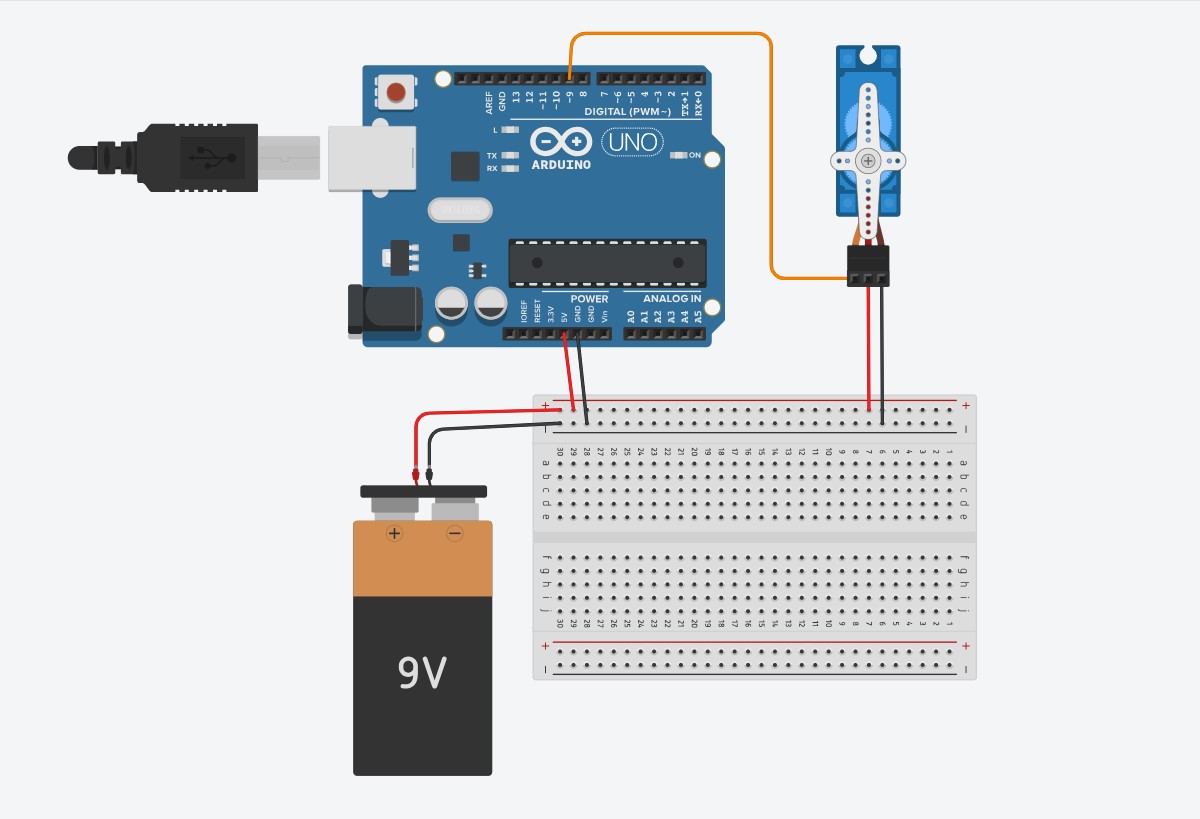 AREF
GND
13
12
~11
~10
~9
8
7
~6
~5
4
~3
2
TX→1
RX←0
DIGITAL (PWM~)
L
TX
RX
ARDUINO
UNO
ON
POWER
ANALOG IN
IOREF
RESET
3.3V
5V
GND
GND
Vin
A0
A1
A2
A3
A4
A5
+ +
− −
30 29 28 27 26 25 24 23 22 21 20 19 18 17 16 15 14 13 12 11 10 9 8 7 6 5 4 3 2 1
a a
b b
c c
d d
e e
f f
g g
h h
i i
j j
30 29 28 27 26 25 24 23 22 21 20 19 18 17 16 15 14 13 12 11 10 9 8 7 6 5 4 3 2 1
+ +
− −
+ −
9V